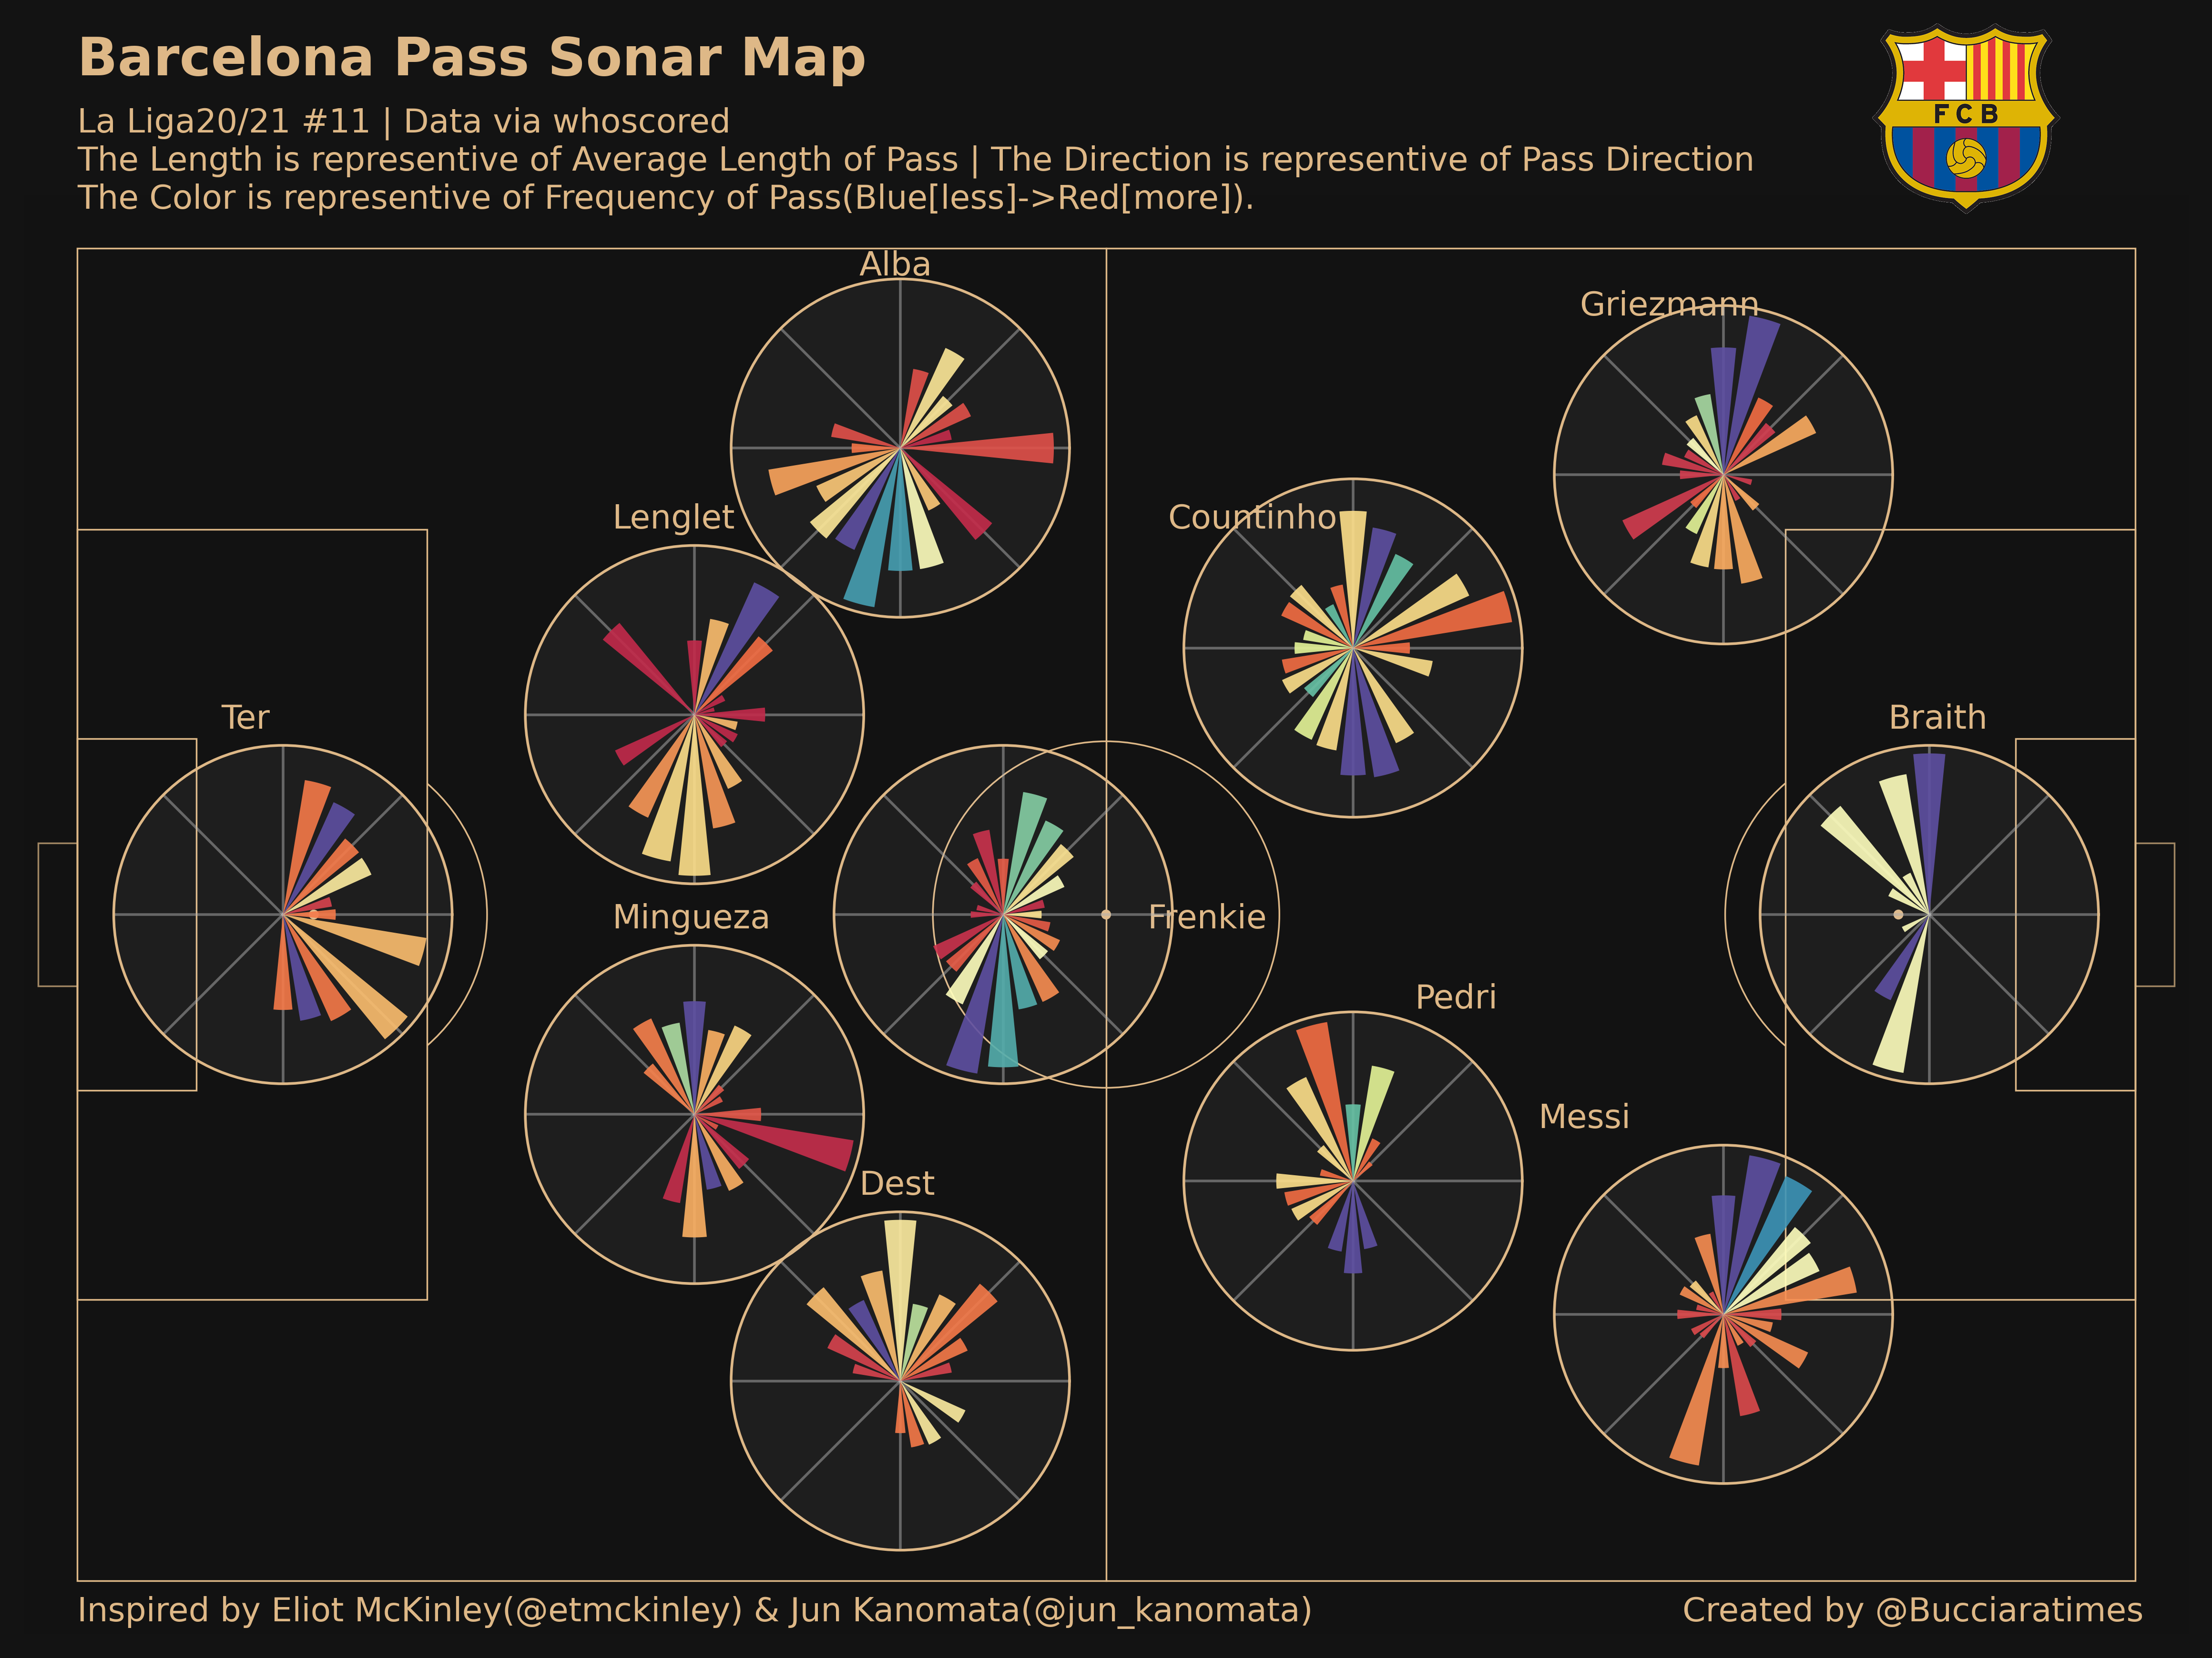 Barcelona Pass Sonar Map
La Liga20/21 #11 | Data via whoscored
The Length is representive of Average Length of Pass | The Direction is representive of Pass Direction
The Color is representive of Frequency of Pass(Blue[less]->Red[more]).
FCB
Alba
Griezmann
Lenglet
Countinho
Ter
Braith
Mingueza
Frenkie
Pedri
Messi
Dest
Inspired by Eliot McKinley(@etmckinley) & Jun Kanomata(@jun_kanomata)
Created by @Bucciaratimes